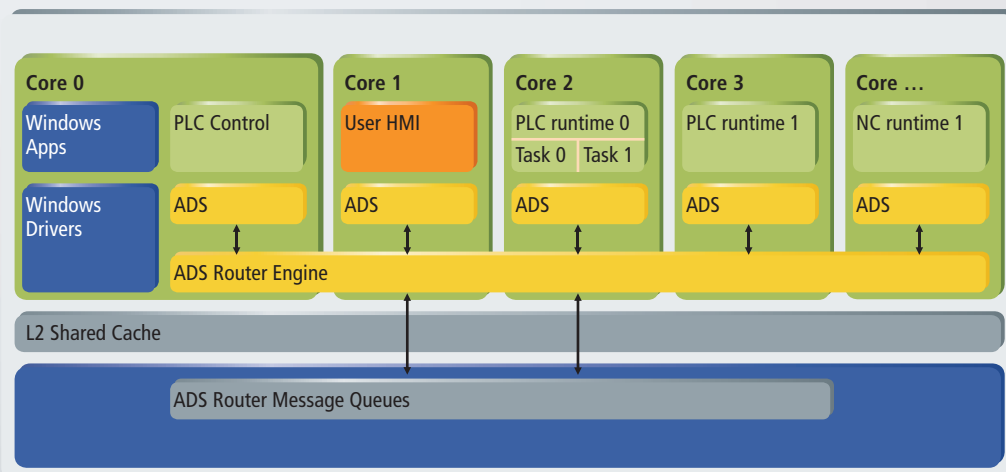 Core 0
Core 1
Core 2
Core 3
Core …
Windows
Apps
PLC Control
User HMI
PLC runtime 0
Task 0
Task 1
PLC runtime 1
NC runtime 1
Windows
Drivers
ADS
ADS
ADS
ADS
ADS
ADS Router Engine
L2 Shared Cache
ADS Router Message Queues